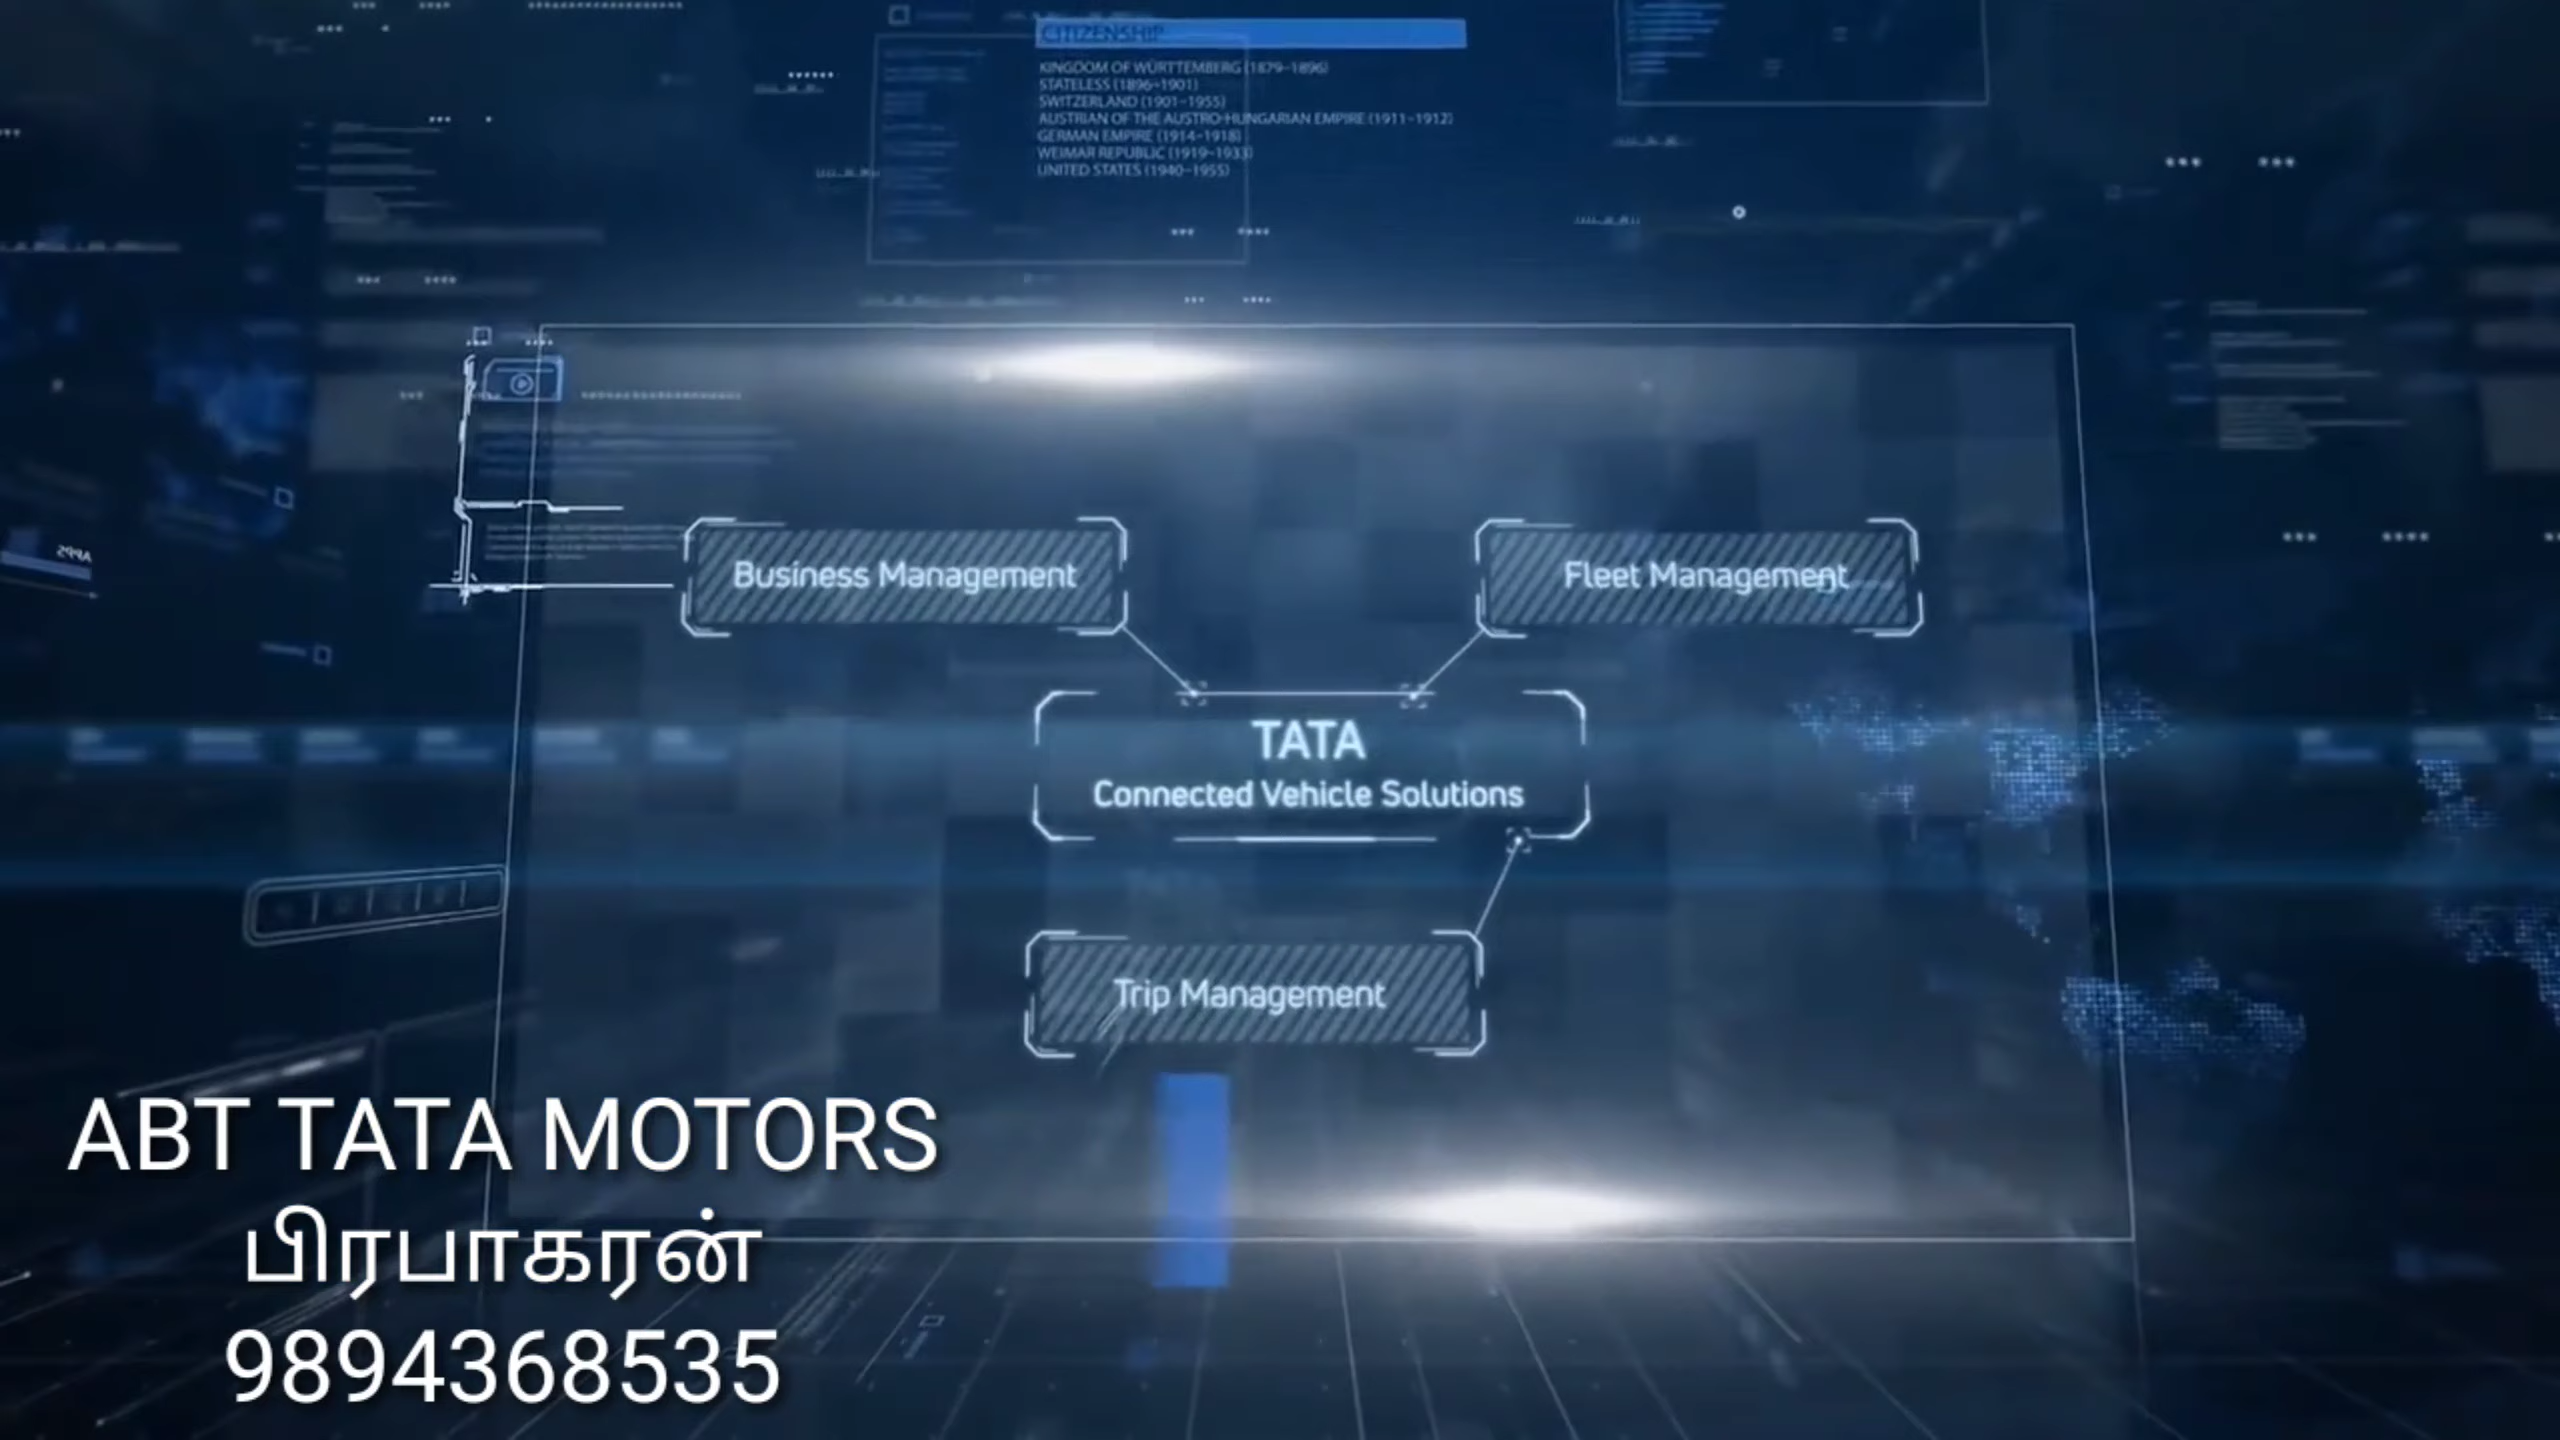 CITIZENSHIP
KINGDOM OF WÜRTTEMBERG (1879–1896)
STATELESS (1896–1901)
SWITZERLAND (1901–1955)
AUSTRIAN OF THE AUSTRO-HUNGARIAN EMPIRE (1911–1912)
GERMAN EMPIRE (1914–1918)
WEIMAR REPUBLIC (1919–1933)
UNITED STATES (1940–1955)
APPS
Business Management
Fleet Management
TATA
Connected Vehicle Solutions
Trip Management
ABT TATA MOTORS
பிரபாகரன்
9894368535